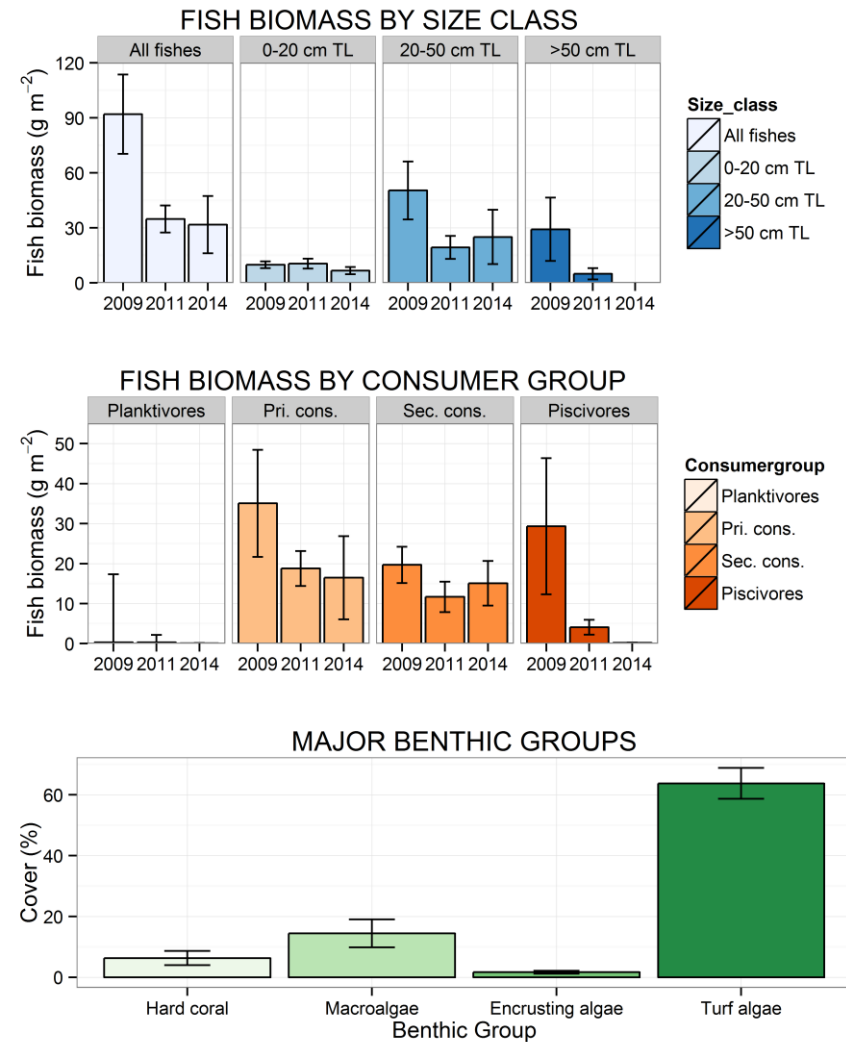 FISH BIOMASS BY SIZE CLASS
All fishes 0-20 cm TL 20-50 cm TL >50 cm TL
Fish biomass (g m⁻²)
120
90
60
30
0
2009 2011 2014 2009 2011 2014 2009 2011 2014 2009 2011 2014
Size_class
All fishes
0-20 cm TL
20-50 cm TL
>50 cm TL
FISH BIOMASS BY CONSUMER GROUP
Planktivores Pri. cons. Sec. cons. Piscivores
Fish biomass (g m⁻²)
50
40
30
20
10
0
2009 2011 2014 2009 2011 2014 2009 2011 2014 2009 2011 2014
Consumergroup
Planktivores
Pri. cons.
Sec. cons.
Piscivores
MAJOR BENTHIC GROUPS
Cover (%)
60
40
20
0
Hard coral Macroalgae Encrusting algae Turf algae
Benthic Group